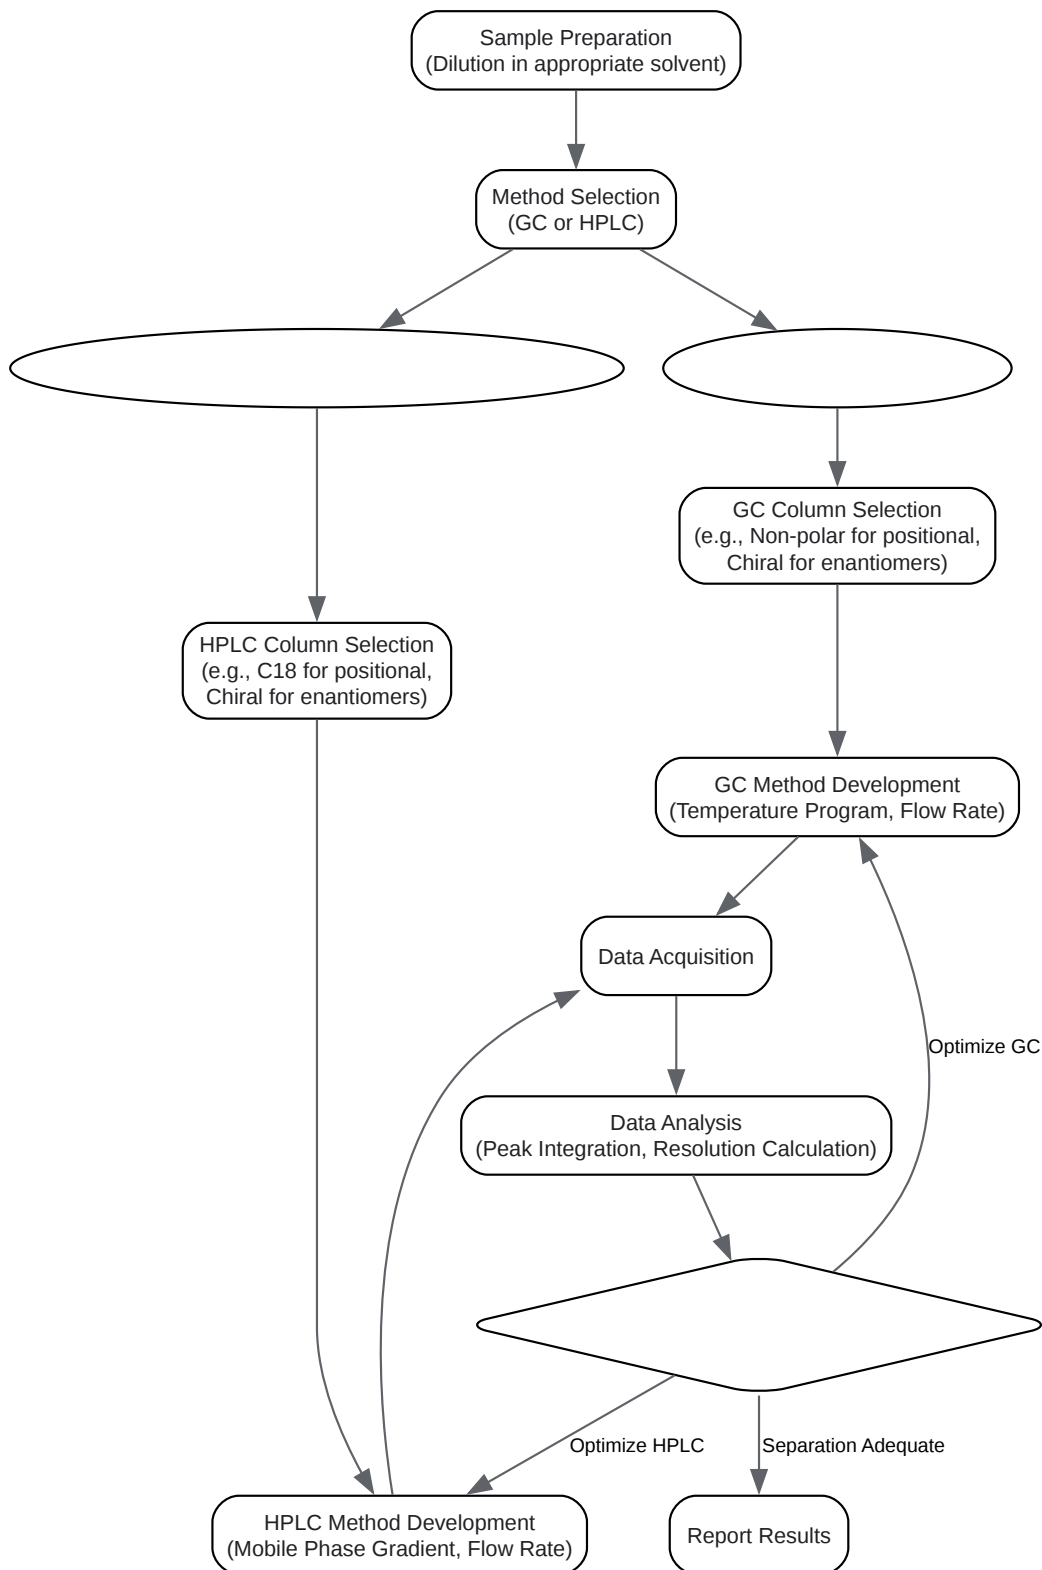 Sample Preparation
(Dilution in appropriate solvent)
Method Selection
(GC or HPLC)
GC Column Selection
(e.g., Non-polar for positional,
Chiral for enantiomers)
HPLC Column Selection
(e.g., C18 for positional,
Chiral for enantiomers)
GC Method Development
(Temperature Program, Flow Rate)
Data Acquisition
Optimize GC
Data Analysis
(Peak Integration, Resolution Calculation)
Optimize HPLC
Separation Adequate
HPLC Method Development
(Mobile Phase Gradient, Flow Rate)
Report Results